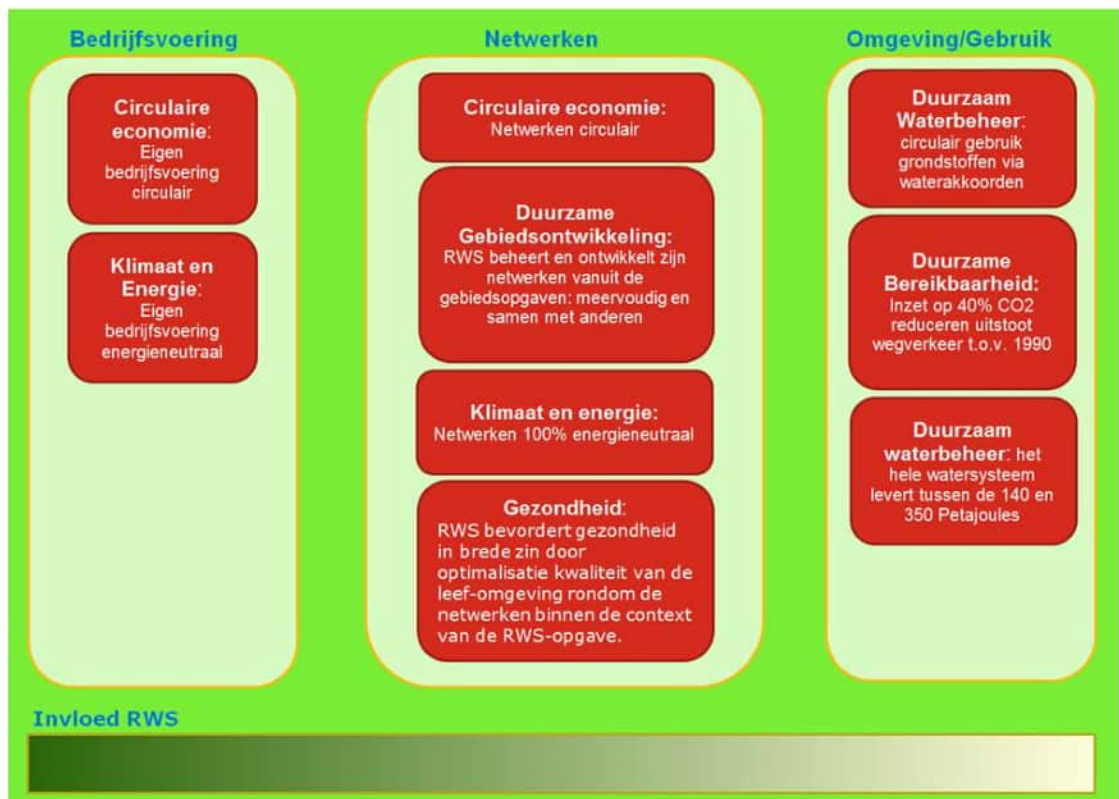 Bedrijfsvoering
Circulaire
economie:
Eigen
bedrijfsvoering
circulair
Klimaat en
Energie:
Eigen
bedrijfsvoering
energieneutraal
Netwerken
Circulaire economie:
Netwerken circulair
Duurzame
Gebiedsontwikkeling:
RWS beheert en ontwikkelt zijn
netwerken vanuit de
gebiedsopgaven: meervoudig en
samen met anderen
Klimaat en energie:
Netwerken 100% energieneutraal
Gezondheid:
RWS bevordert gezondheid
in brede zin door
optimalisatie kwaliteit van de
leef-omgeving rondom de
netwerken binnen de context
van de RWS-opgave.
Omgeving/Gebruik
Duurzaam
Waterbeheer:
circulair gebruik
grondstoffen via
waterakkoorden
Duurzame
Bereikbaarheid:
Inzet op 40% CO2
reduceren uitstoot
wegverkeer t.o.v. 1990
Duurzaam
waterbeheer: het
hele watersysteem
levert tussen de 140 en
350 Petajoules
Invloed RWS